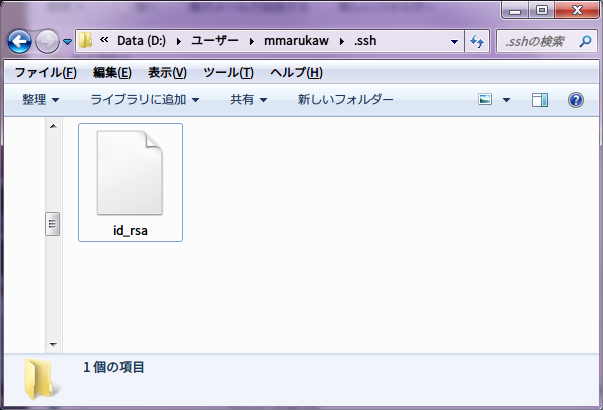 « Data (D:) ▸ ユーザー ▸ mmarukaw ▸ .ssh
.sshの検索
ファイル(F) 編集(E) 表示(V) ツール(T) ヘルプ(H)
整理 ライブラリに追加 共有 新しいフォルダー
id_rsa
1 個の項目